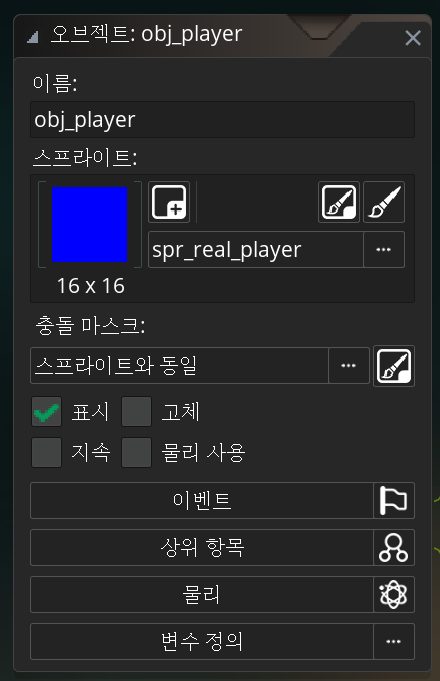 오브젝트: obj_player
이름:
obj_player
스프라이트:
spr_real_player
16 x 16
충돌 마스크:
스프라이트와 동일
표시 고체
지속 물리 사용
이벤트
상위 항목
물리
변수 정의